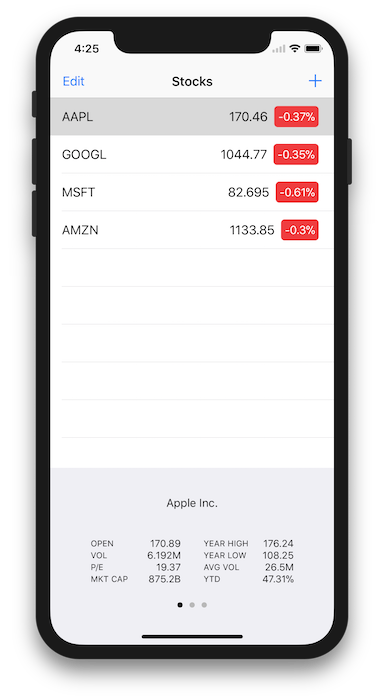 4:25
Edit Stocks +
AAPL 170.46 -0.37%
GOOGL 1044.77 -0.35%
MSFT 82.695 -0.61%
AMZN 1133.85 -0.3%
Apple Inc.
OPEN 170.89 YEAR HIGH 176.24
VOL 6.192M YEAR LOW 108.25
P/E 19.37 AVG VOL 26.5M
MKT CAP 875.2B YTD 47.31%